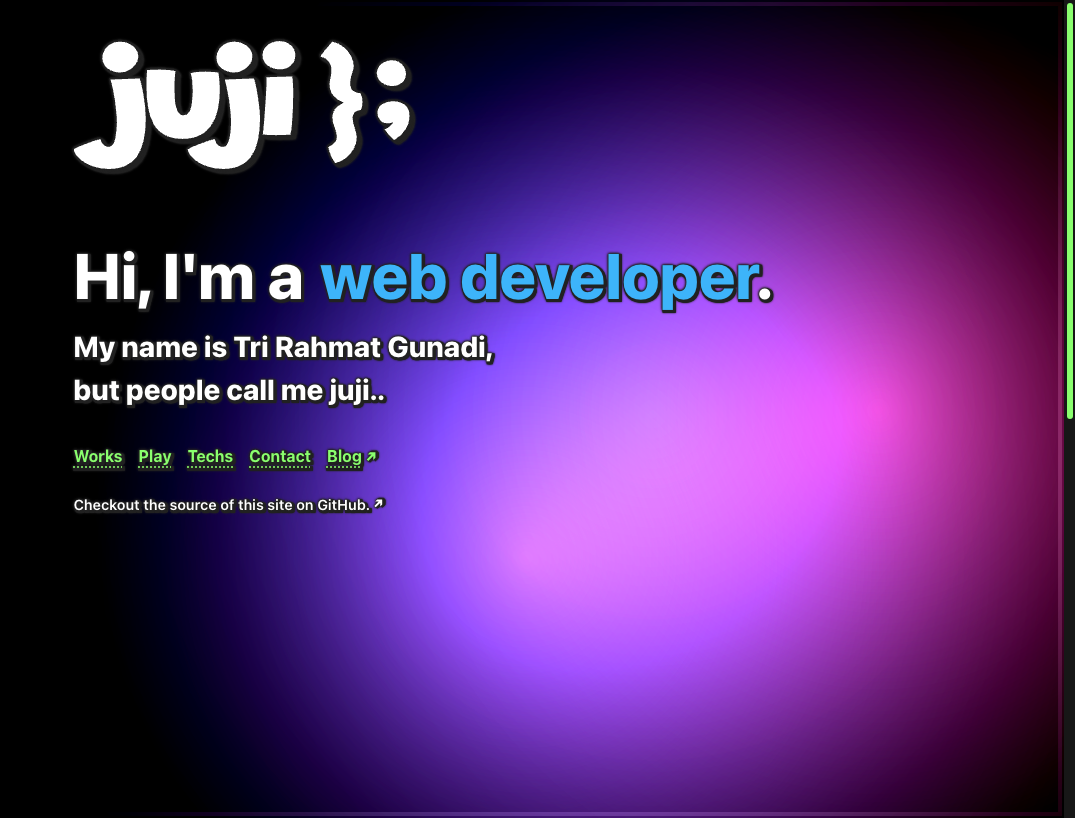 juji };
Hi, I'm a web developer.
My name is Tri Rahmat Gunadi,
but people call me juji..
Works Play Techs Contact Blog
Checkout the source of this site on GitHub.